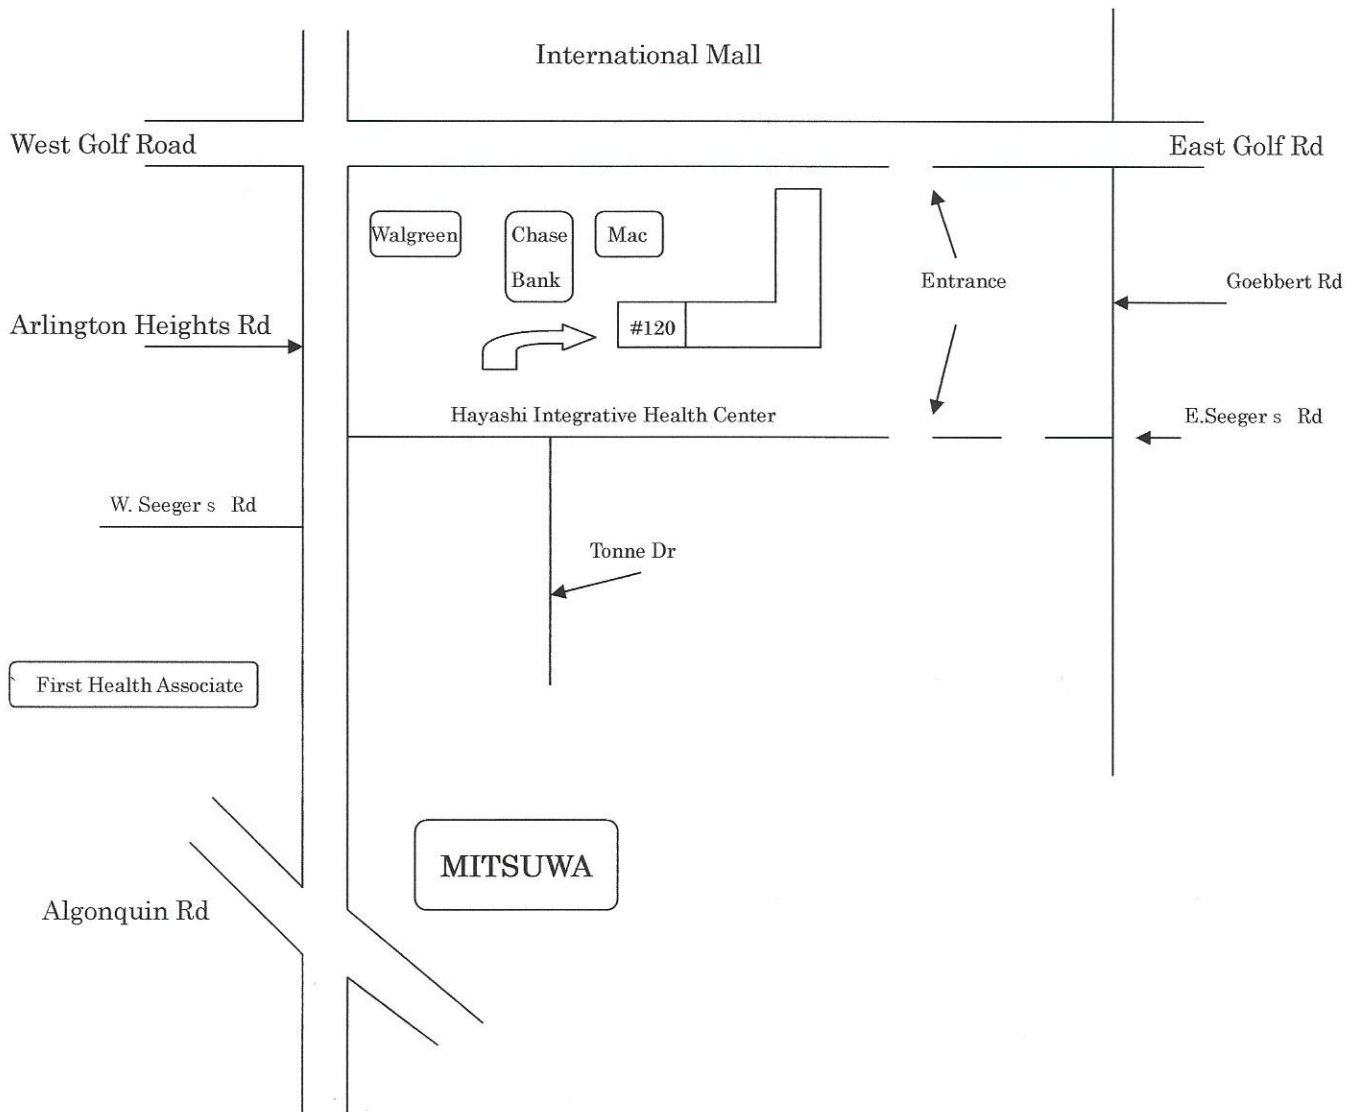 International Mall
West Golf Road
East Golf Rd
Walgreen
Chase
Bank
Mac
Entrance
Goebbert Rd
Arlington Heights Rd
#120
Hayashi Integrative Health Center
E.Seeger s Rd
W. Seeger s Rd
Tonne Dr
First Health Associate
MITSUWA
Algonquin Rd